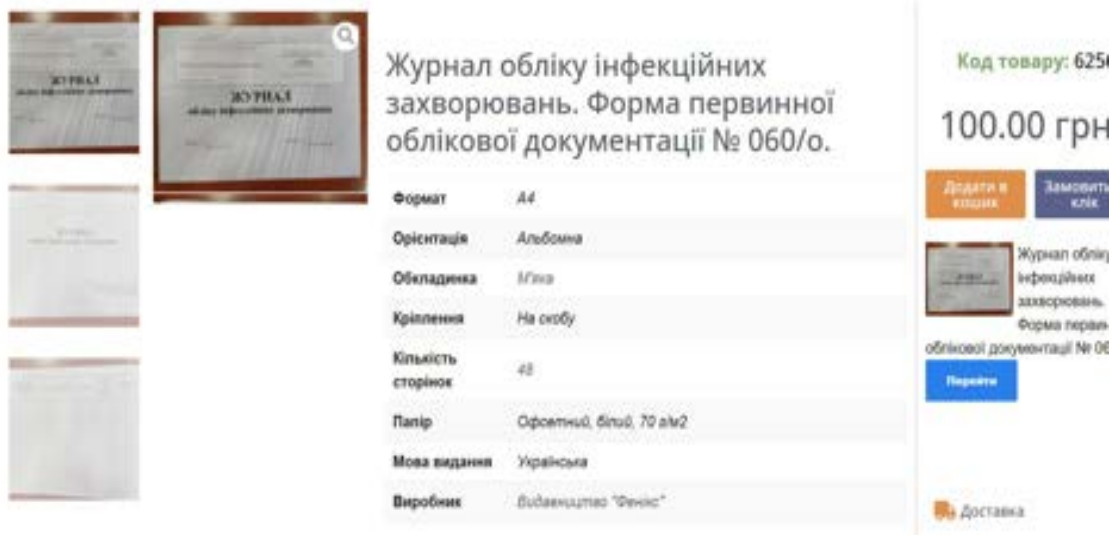 ЖУРНАЛ
ЖУРНАЛ
Журнал обліку інфекційних
захворювань. Форма первинної
облікової документації № 060/о.
Формат А4
Орієнтація Альбомна
Обкладинка М'яка
Кріплення На скобу
Кількість
сторінок 48
Папір Офсетний, білий, 70 г/м2
Мова видання Українська
Виробник Видавництво "Фенікс"
Код товару: 6256
100.00 грн
Додати в
кошик
Замовить
клік
Журнал обліку
інфекційних
захворювань.
Форма первин
облікової документації № 06
Перейти
Доставка